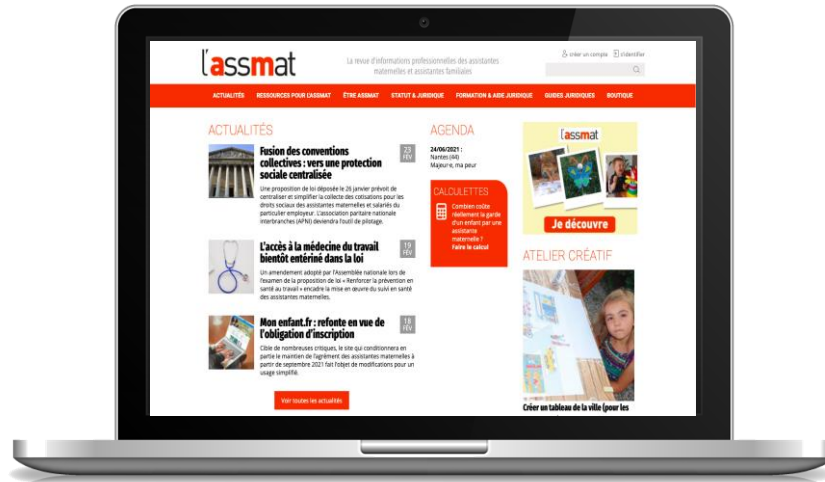 l'assmat
La revue d'informations professionnelles des assistantes
maternelles et assistantes familiales
créer un compte s'identifier
ACTUALITÉS RESSOURCES POUR L'ASSMAT ÊTRE ASSMAT STATUT & JURIDIQUE FORMATION & AIDE JURIDIQUE GUIDES JURIDIQUES BOUTIQUE
ACTUALITÉS
Fusion des conventions
collectives : vers une protection
sociale centralisée
23
FÉV
Une proposition de loi déposée le 26 janvier prévoit de
centraliser et simplifier la collecte des cotisations pour les
droits sociaux des assistantes maternelles et salariés du
particulier employeur. L'association paritaire nationale
interbranches (APNI) deviendra l'outil de pilotage.
L'accès à la médecine du travail
bientôt entériné dans la loi
19
FÉV
Un amendement adopté par l'Assemblée nationale lors de
l'examen de la proposition de loi « Renforcer la prévention en
santé au travail » encadre la mise en œuvre du suivi en santé
des assistantes maternelles.
Mon enfant.fr : refonte en vue de
l'obligation d'inscription
18
FÉV
Cible de nombreuses critiques, le site qui conditionnera en
partie le maintien de l'agrément des assistantes maternelles à
partir de septembre 2021 fait l'objet de modifications pour un
usage simplifié.
Voir toutes les actualités
AGENDA
24/06/2021 :
Nantes (44)
Majeure, ma peur
CALCULETTES
Combien coûte
réellement la garde
d'un enfant par une
assistante
maternelle ?
Faire le calcul
l'assmat
Je découvre
ATELIER CRÉATIF
Créer un tableau de la ville (pour les